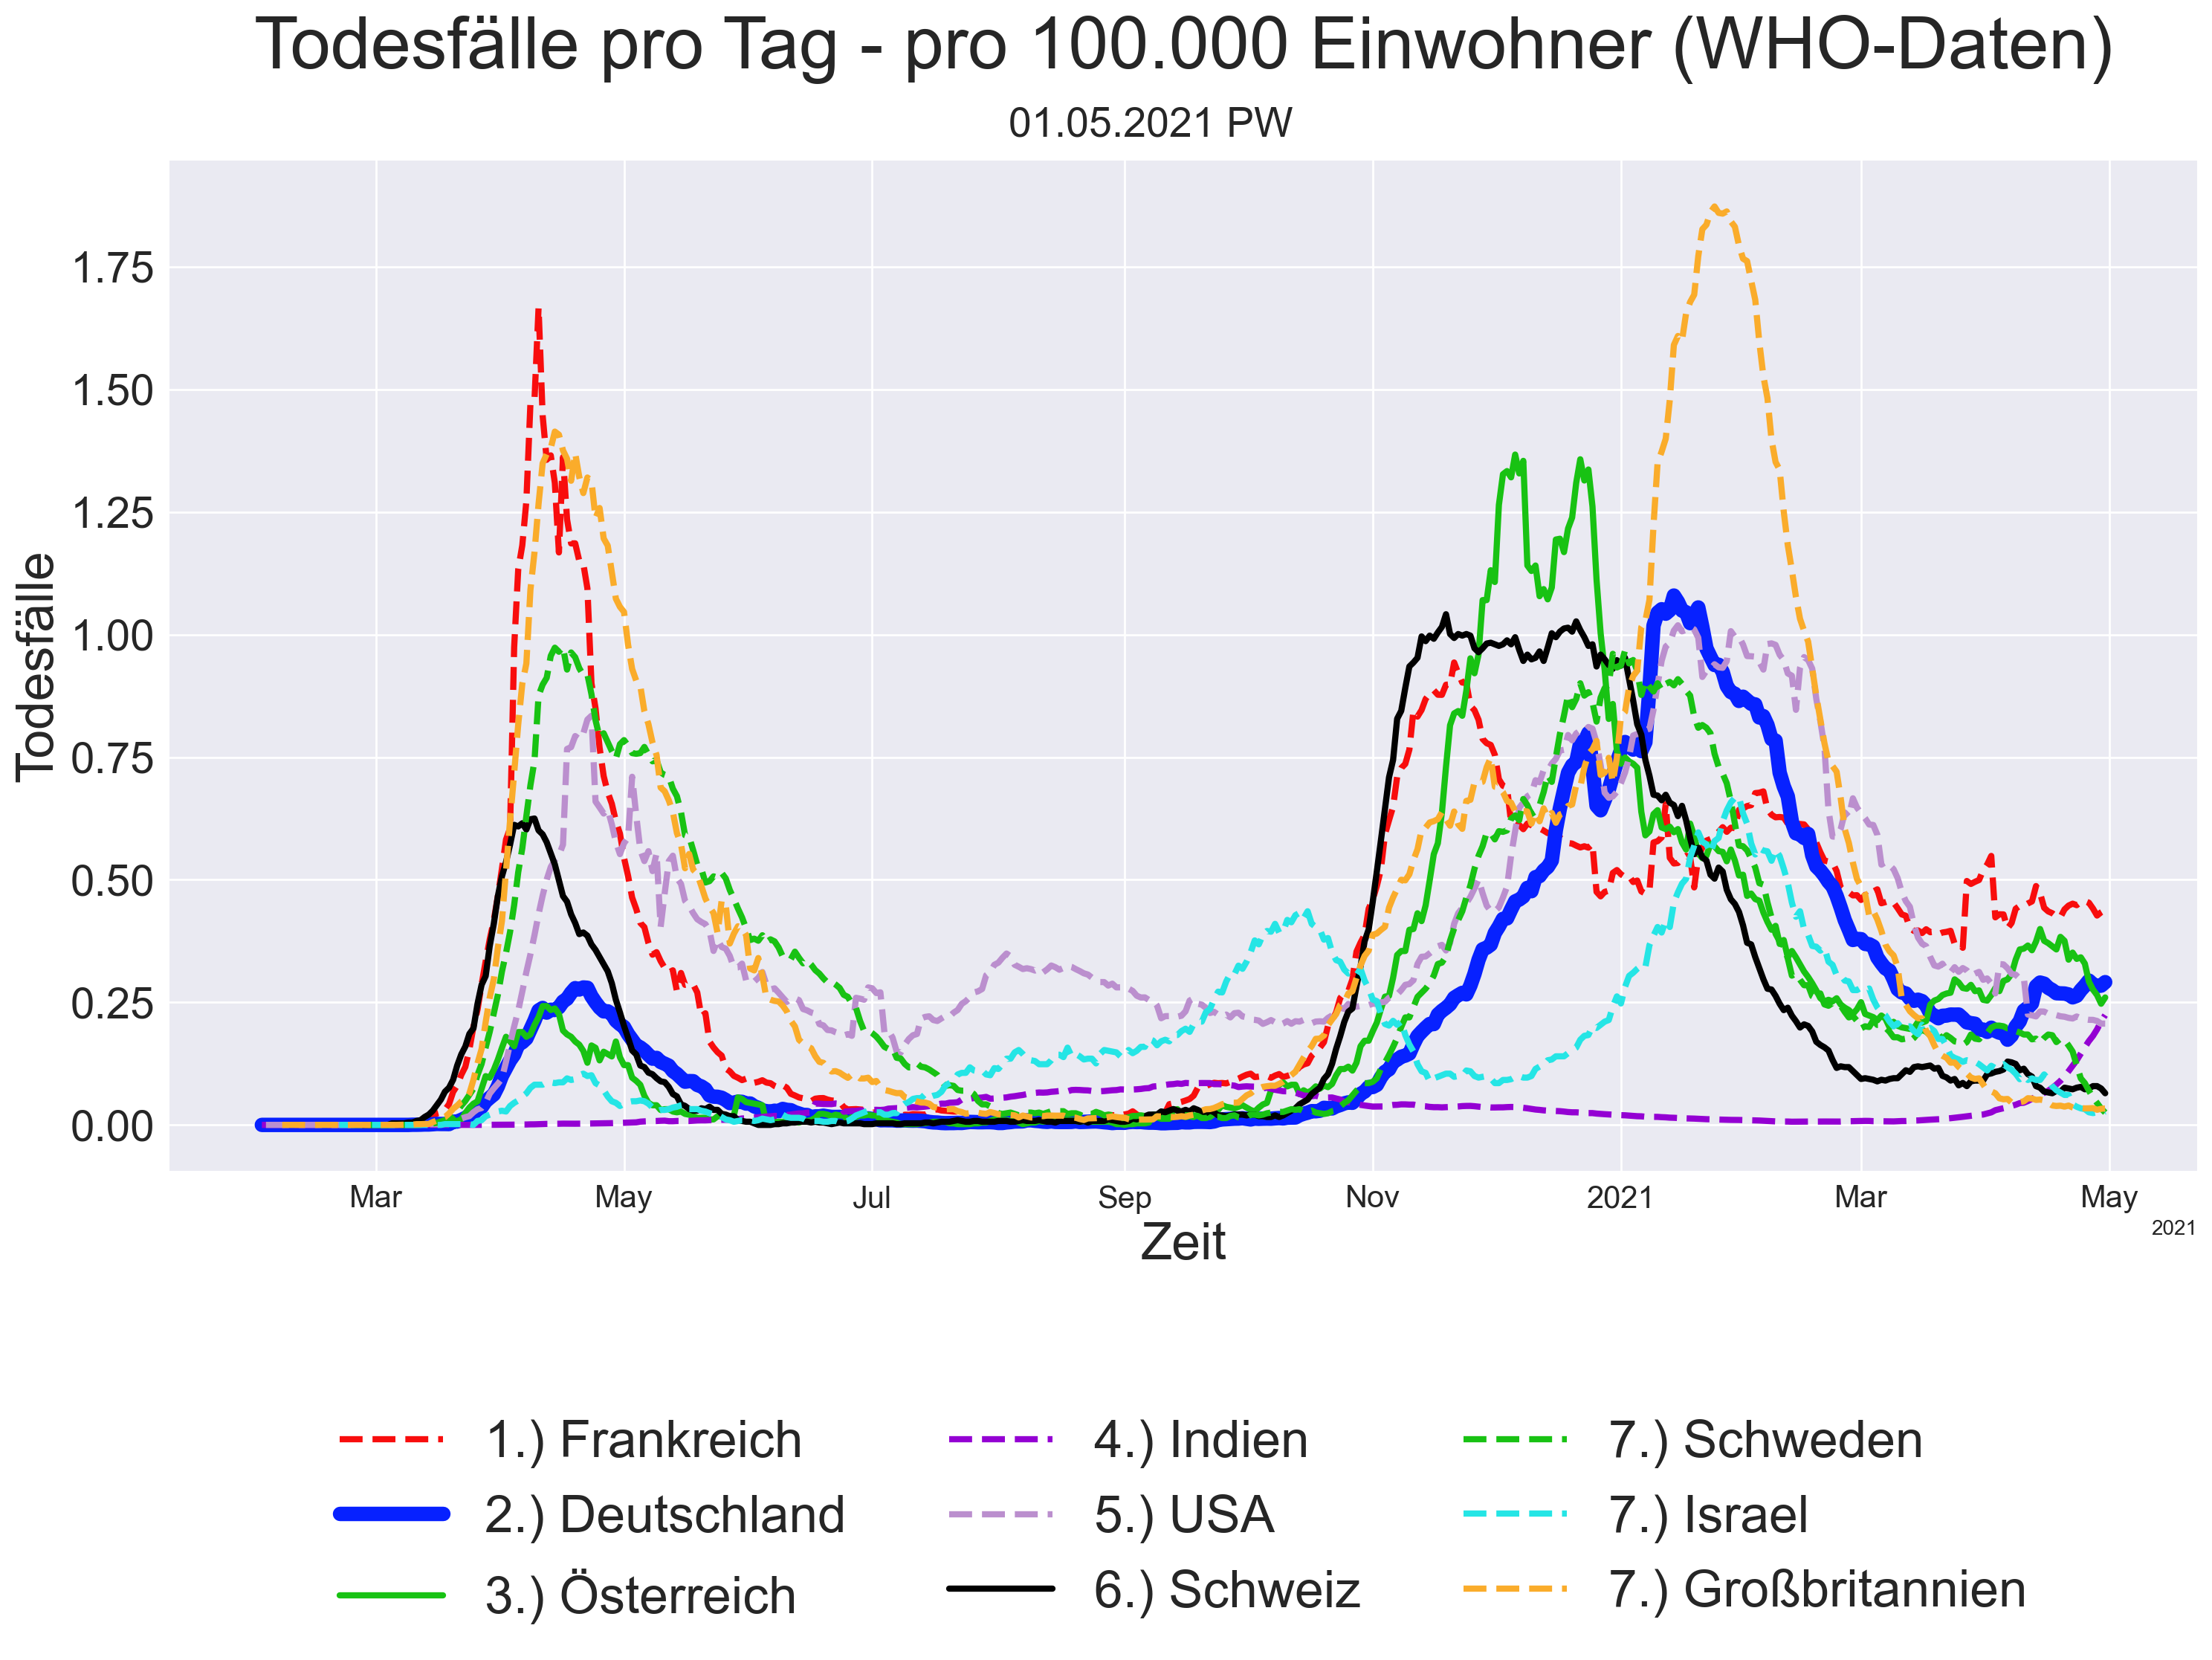 Todesfälle pro Tag - pro 100.000 Einwohner (WHO-Daten)
01.05.2021 PW
Todesfälle
1.75
1.50
1.25
1.00
0.75
0.50
0.25
0.00
Mar May Jul Sep Nov 2021 Mar May
2021
Zeit
1.) Frankreich
2.) Deutschland
3.) Österreich
4.) Indien
5.) USA
6.) Schweiz
7.) Schweden
7.) Israel
7.) Großbritannien